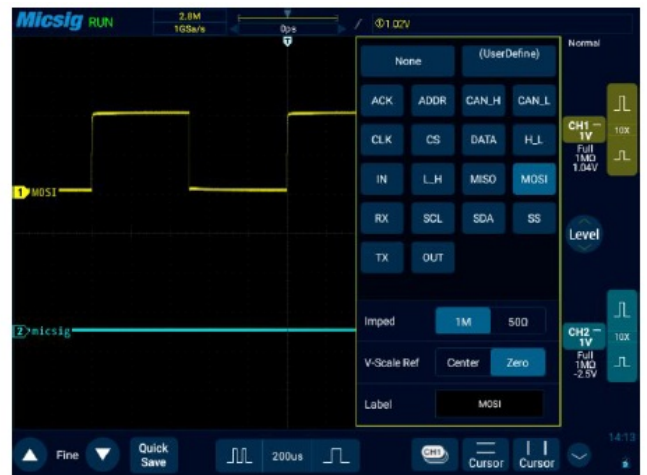 Micsig RUN 2.0M 1GSa/s 0ps 1.02V
Normal
None (UserDefine)
ACK ADDR CAN_H CAN_L
CLK CS DATA H_L
IN L_H MISO MOSI
RX SCL SDA SS
TX OUT
CH1
1V
10X
Full
1MΩ
1.04V
1 MOSI
Level
Imped 1M 50Ω
2 micsig
CH2
1V
10X
Full
1MΩ
-2.5V
V-Scale Ref Center Zero
Label MOSI
Fine Quick Save 200us CH1 Cursor Cursor
14:13